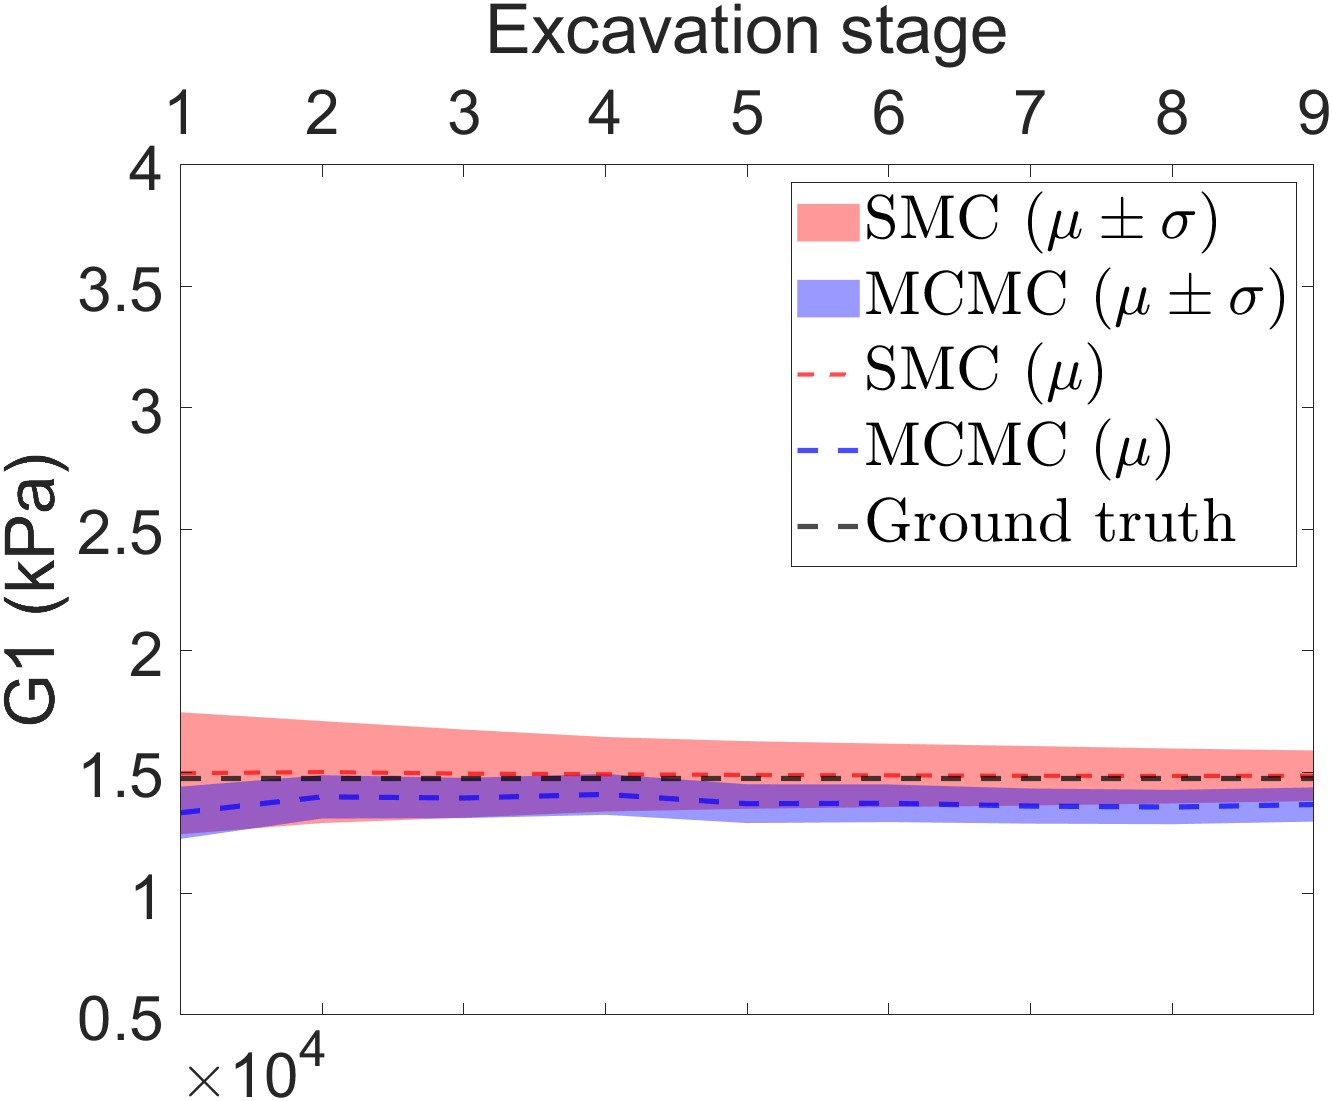 Excavation stage
1 2 3 4 5 6 7 8 9
4
3.5
3
2.5
2
1.5
1
0.5
G1 (kPa)
×10^4
SMC (μ ± σ)
MCMC (μ ± σ)
SMC (μ)
MCMC (μ)
Ground truth